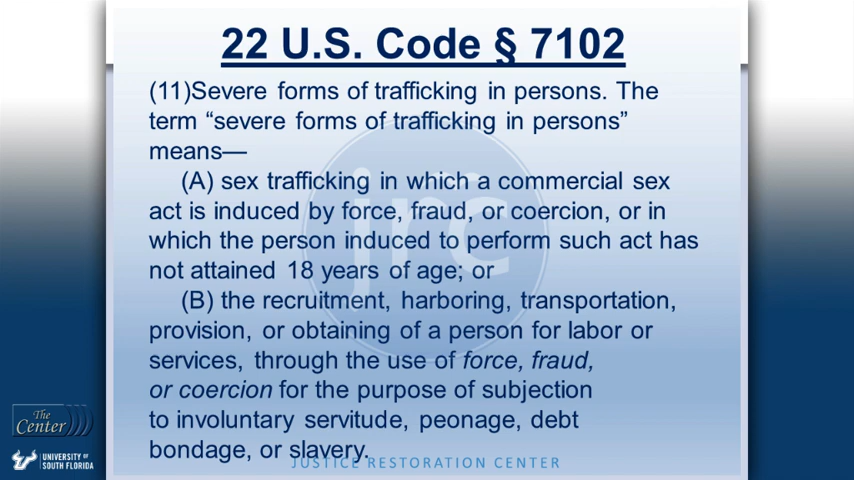 22 U.S. Code § 7102
(11)Severe forms of trafficking in persons. The
term “severe forms of trafficking in persons”
means—
(A) sex trafficking in which a commercial sex
act is induced by force, fraud, or coercion, or in
which the person induced to perform such act has
not attained 18 years of age; or
(B) the recruitment, harboring, transportation,
provision, or obtaining of a person for labor or
services, through the use of force, fraud,
or coercion for the purpose of subjection
to involuntary servitude, peonage, debt
bondage, or slavery.
JUSTICE RESTORATION CENTER
jrc
The
Center
UNIVERSITY OF
SOUTH FLORIDA